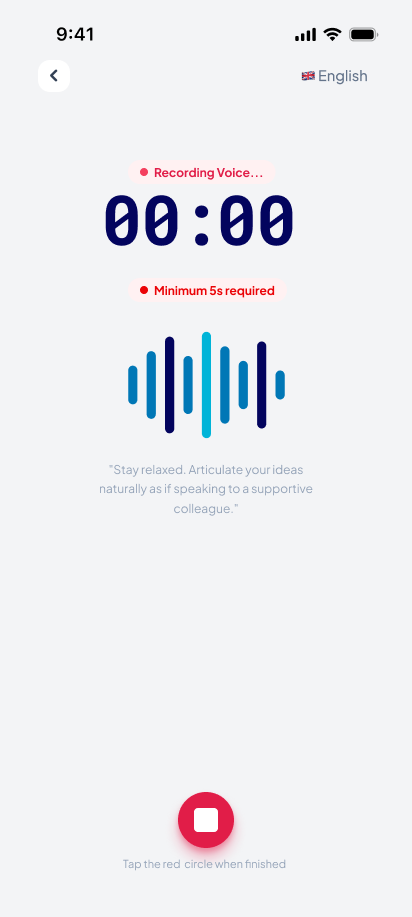 9:41
English
Recording Voice...
00:00
Minimum 5s required
"Stay relaxed. Articulate your ideas
naturally as if speaking to a supportive
colleague."
Tap the red circle when finished